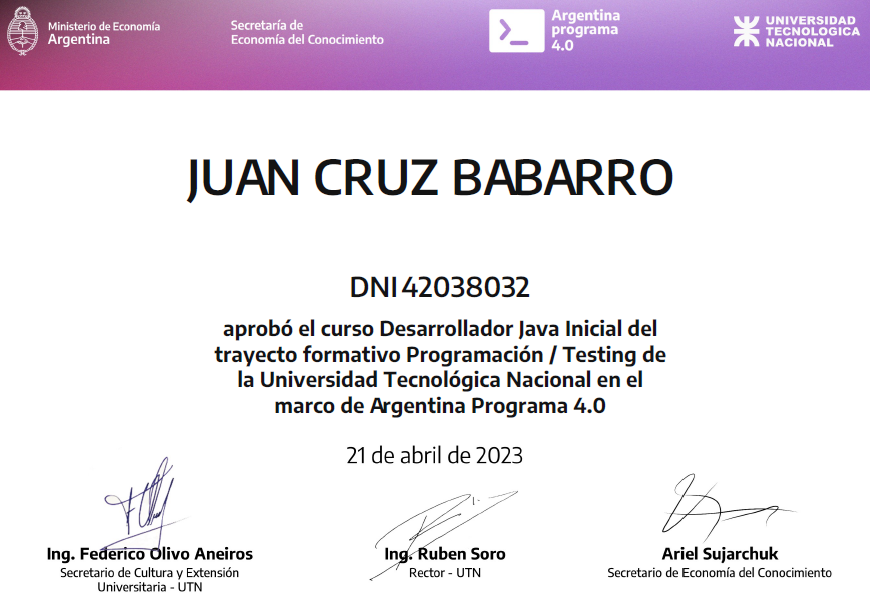 Ministerio de Economía
Argentina
Secretaría de
Economía del Conocimiento
Argentina
programa
4.0
UNIVERSIDAD
TECNOLOGICA
NACIONAL
JUAN CRUZ BABARRO
DNI 42038032
aprobó el curso Desarrollador Java Inicial del
trayecto formativo Programación / Testing de
la Universidad Tecnológica Nacional en el
marco de Argentina Programa 4.0
21 de abril de 2023
Ing. Federico Olivo Aneiros
Secretario de Cultura y Extensión
Universitaria - UTN
Ing. Ruben Soro
Rector - UTN
Ariel Sujarchuk
Secretario de Economía del Conocimiento